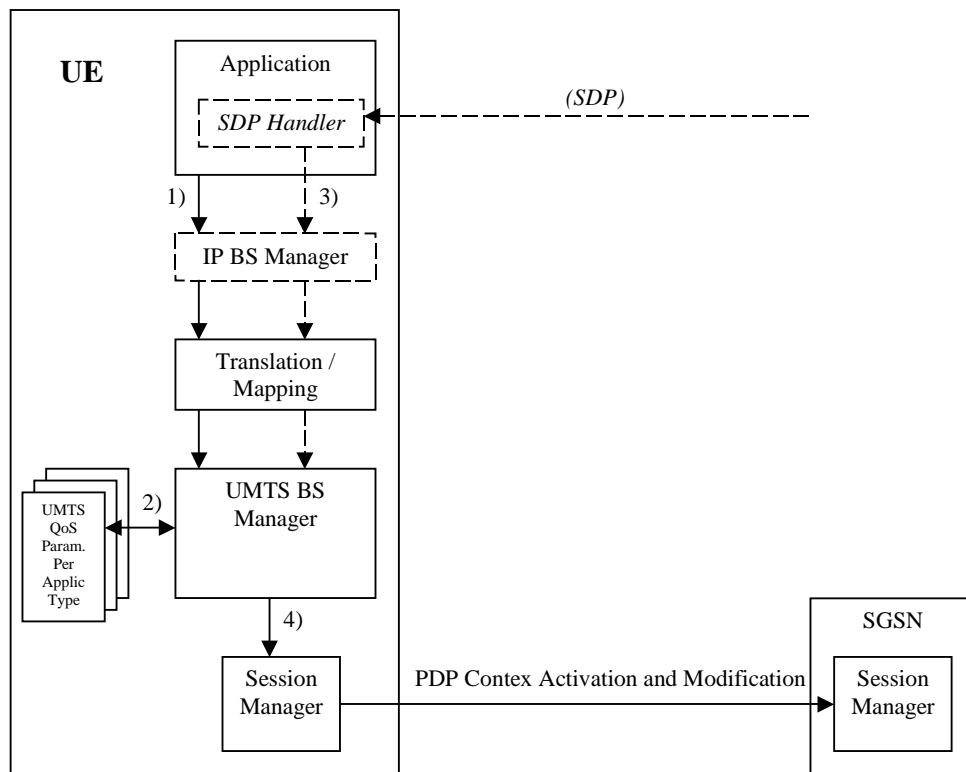 UE
Application
SDP Handler
(SDP)
1)
3)
IP BS Manager
Translation /
Mapping
UMTS BS
Manager
2)
UMTS
QoS
Param.
Per
Applic
Type
4)
Session
Manager
PDP Contex Activation and Modification
SGSN
Session
Manager